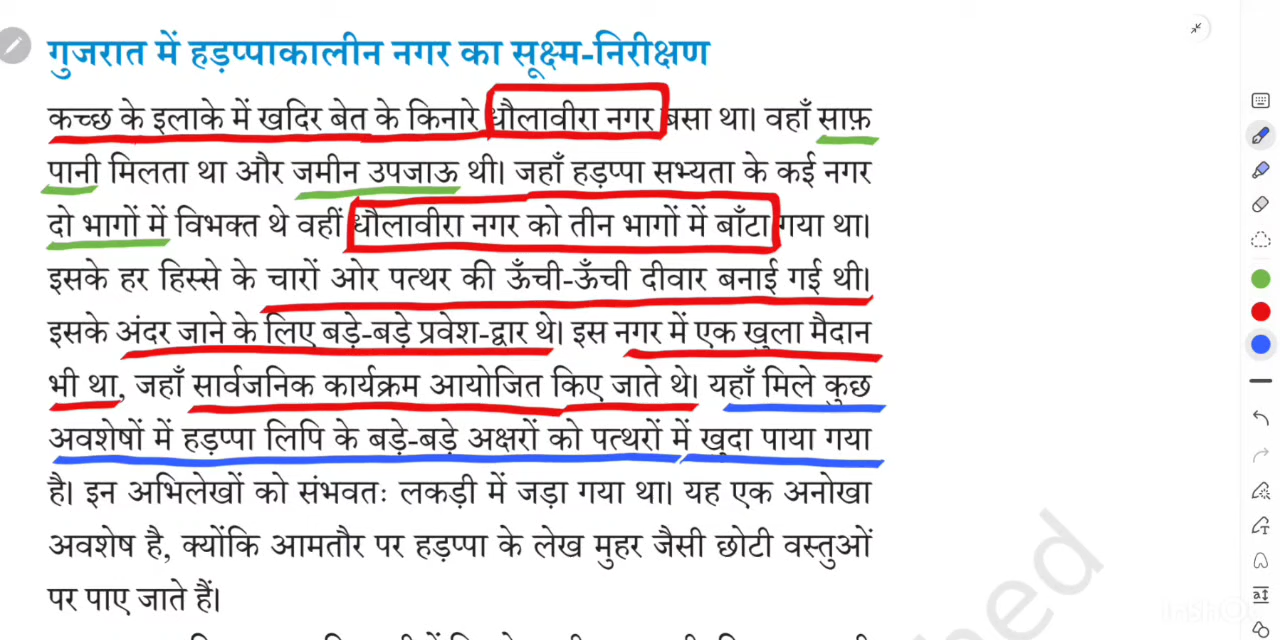 गुजरात में हड़प्पाकालीन नगर का सूक्ष्म-निरीक्षण
कच्छ के इलाके में खदिर बेत के किनारे धौलावीरा नगर बसा था। वहाँ साफ़
पानी मिलता था और जमीन उपजाऊ थी। जहाँ हड़प्पा सभ्यता के कई नगर
दो भागों में विभक्त थे वहीं धौलावीरा नगर को तीन भागों में बाँटा गया था।
इसके हर हिस्से के चारों ओर पत्थर की ऊँची-ऊँची दीवार बनाई गई थी।
इसके अंदर जाने के लिए बड़े-बड़े प्रवेश-द्वार थे। इस नगर में एक खुला मैदान
भी था, जहाँ सार्वजनिक कार्यक्रम आयोजित किए जाते थे। यहाँ मिले कुछ
अवशेषों में हड़प्पा लिपि के बड़े-बड़े अक्षरों को पत्थरों में खुदा पाया गया
है। इन अभिलेखों को संभवतः लकड़ी में जड़ा गया था। यह एक अनोखा
अवशेष है, क्योंकि आमतौर पर हड़प्पा के लेख मुहर जैसी छोटी वस्तुओं
पर पाए जाते हैं।